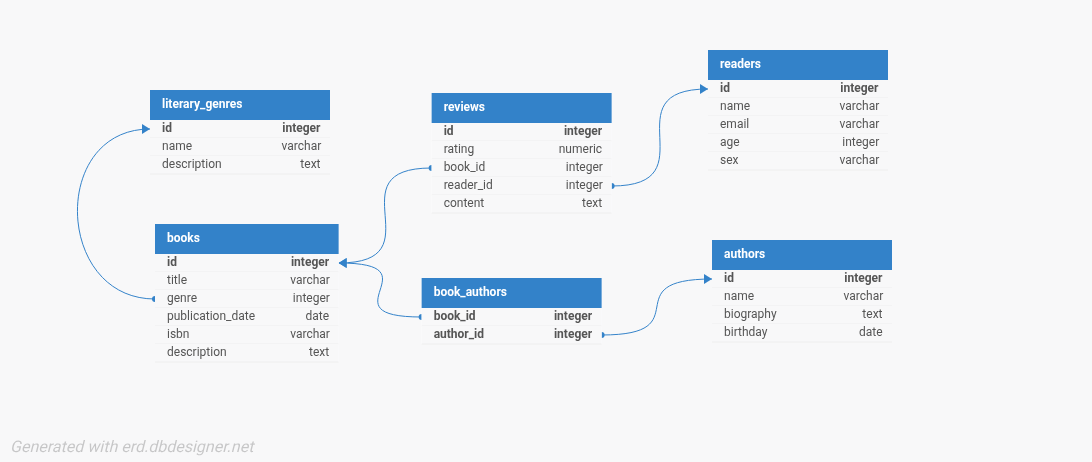 literary_genres
id integer
name varchar
description text
books
id integer
title varchar
genre integer
publication_date date
isbn varchar
description text
reviews
id integer
rating numeric
book_id integer
reader_id integer
content text
book_authors
book_id integer
author_id integer
readers
id integer
name varchar
email varchar
age integer
sex varchar
authors
id integer
name varchar
biography text
birthday date
Generated with erd.dbdesigner.net